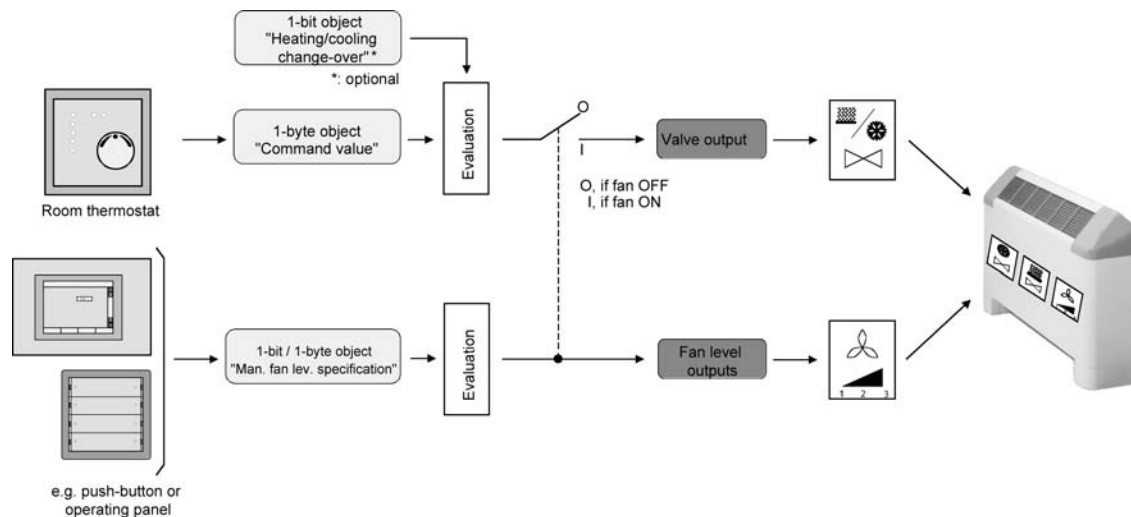 1-bit object
"Heating/cooling
change-over"*
*: optional
1-byte object
"Command value"
Evaluation
O
I
Valve output
O, if fan OFF
I, if fan ON
Room thermostat
1-bit / 1-byte object
"Man. fan lev. specification"
Evaluation
Fan level
outputs
1 2 3
e.g. push-button or
operating panel